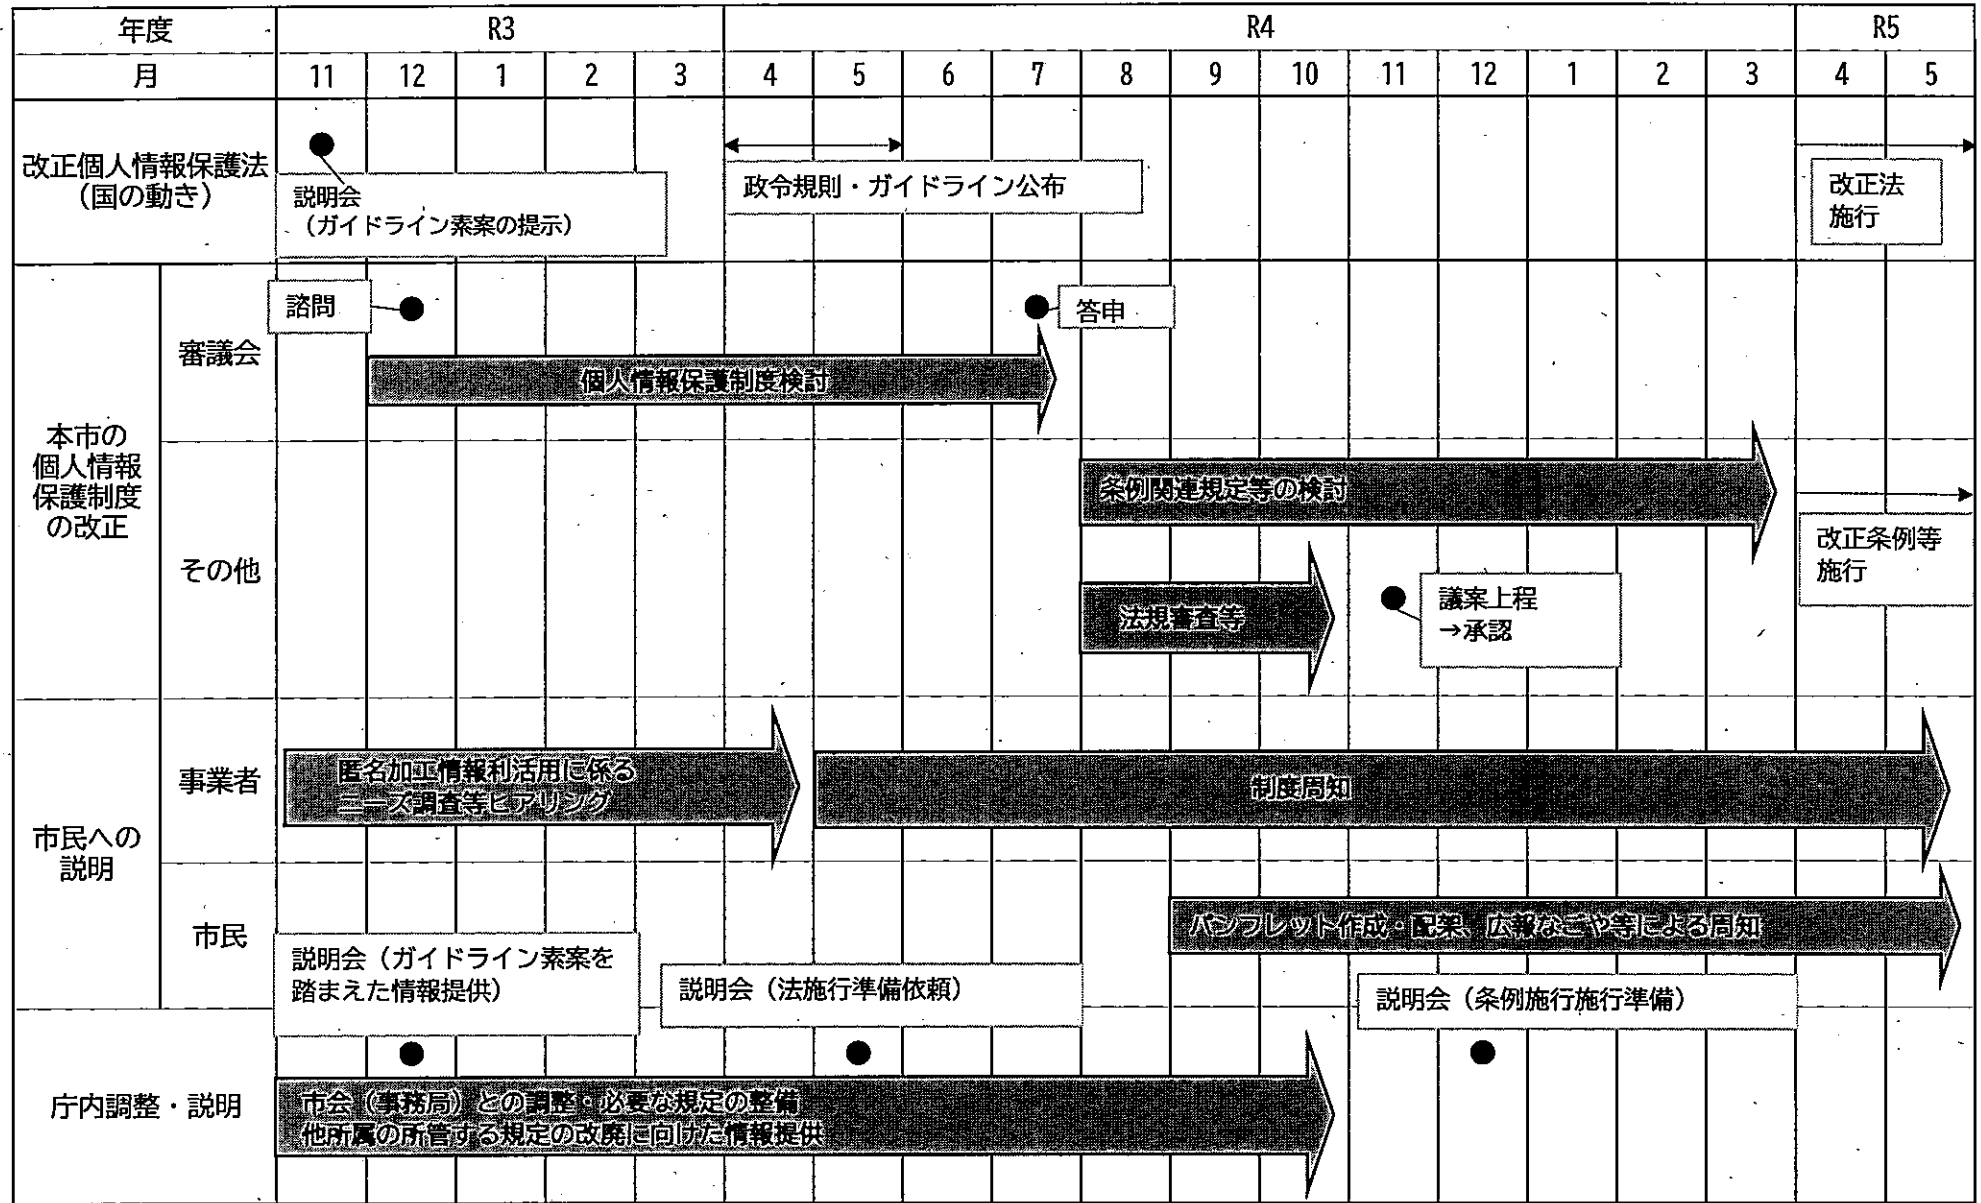 年度 R3 R4 R5
月 11 12 1 2 3 4 5 6 7 8 9 10 11 12 1 2 3 4 5
改正個人情報保護法
（国の動き）
説明会
（ガイドライン素案の提示）
政令規則・ガイドライン公布
改正法
施行
本市の
個人情報
保護制度
の改正
審議会
諮問
答申
個人情報保護制度検討
その他
条例関連規定等の検討
改正条例等
施行
法規審査等
議案上程
→承認
市民への
説明
事業者
匿名加工情報利活用に係る
ニーズ調査等ヒアリング
制度周知
市民
パンフレット作成・配架、広報なごや等による周知
説明会（ガイドライン素案を
踏まえた情報提供）
説明会（法施行準備依頼）
説明会（条例施行施行準備）
庁内調整・説明
市会（事務局）との調整・必要な規定の整備
他所属の所管する規定の改廃に向けた情報提供